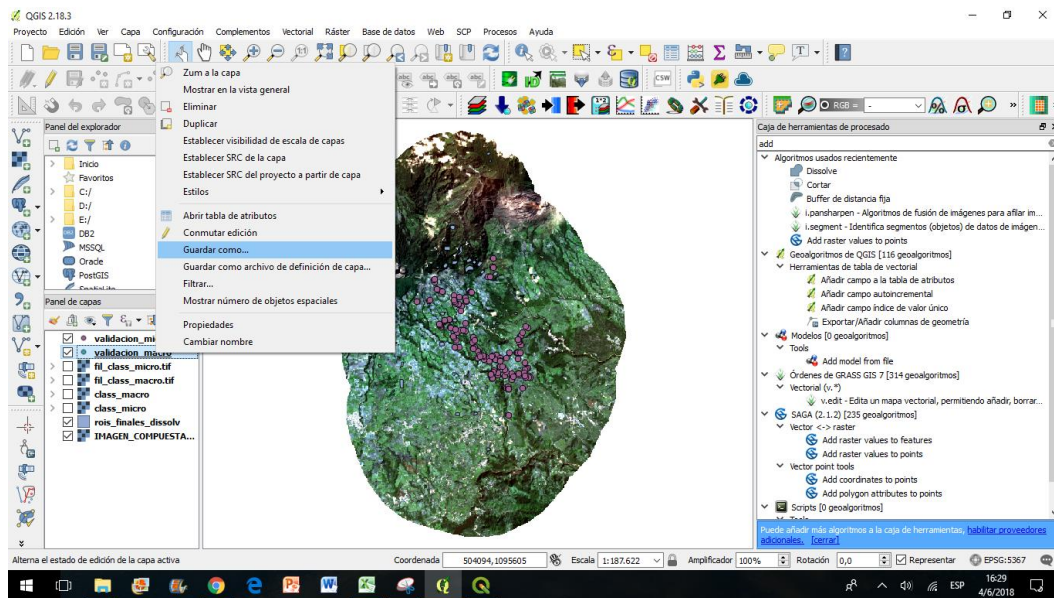 QGIS 2.18.3
Proyecto Edición Ver Capa Configuración Complementos Vectorial Ráster Base de datos Web SCP Procesos Ayuda
Zum a la capa
Mostrar en la vista general
Eliminar
Duplicar
Establecer visibilidad de escala de capas
Establecer SRC de la capa
Establecer SRC del proyecto a partir de capa
Estilos
Abrir tabla de atributos
Conmutar edición
Guardar como...
Guardar como archivo de definición de capa...
Filtrar...
Mostrar número de objetos espaciales
Propiedades
Cambiar nombre
abc abc abc abc CSW
RGB = -
Panel del explorador
Inicio
Favoritos
C:/
D:/
E:/
DB2
MSSQL
Oracle
PostGIS
Panel de capas
validacion_mi
validacion_macro
fil_class_micro.tif
fil_class_macro.tif
class_macro
class_micro
rois_finales_dissolv
IMAGEN_COMPUESTA...
Caja de herramientas de procesado
add
Algoritmos usados recientemente
Dissolve
Cortar
Buffer de distancia fija
i.pansharpen - Algoritmos de fusión de imágenes para afilar im...
i.segment - Identifica segmentos (objetos) de datos de imágen...
Add raster values to points
Geoalgoritmos de QGIS [116 geoalgoritmos]
Herramientas de tabla de vectorial
Añadir campo a la tabla de atributos
Añadir campo autoincremental
Añadir campo índice de valor único
Exportar/Añadir columnas de geometría
Modelos [0 geoalgoritmos]
Tools
Add model from file
Órdenes de GRASS GIS 7 [314 geoalgoritmos]
Vectorial (v.*)
v.edit - Edita un mapa vectorial, permitiendo añadir, borrar...
SAGA (2.1.2) [235 geoalgoritmos]
Vector <-> raster
Add raster values to features
Add raster values to points
Vector point tools
Add coordinates to points
Add polygon attributes to points
Scripts [0 geoalgoritmos]
Puede añadir más algoritmos a la caja de herramientas, habilitar proveedores
adicionales. [cerrar]
Alterna el estado de edición de la capa activa Coordenada 504094,1095605 Escala 1:187.622 Amplificador 100% Rotación 0,0 Representar EPSG:5367
ESP 16:29
4/6/2018